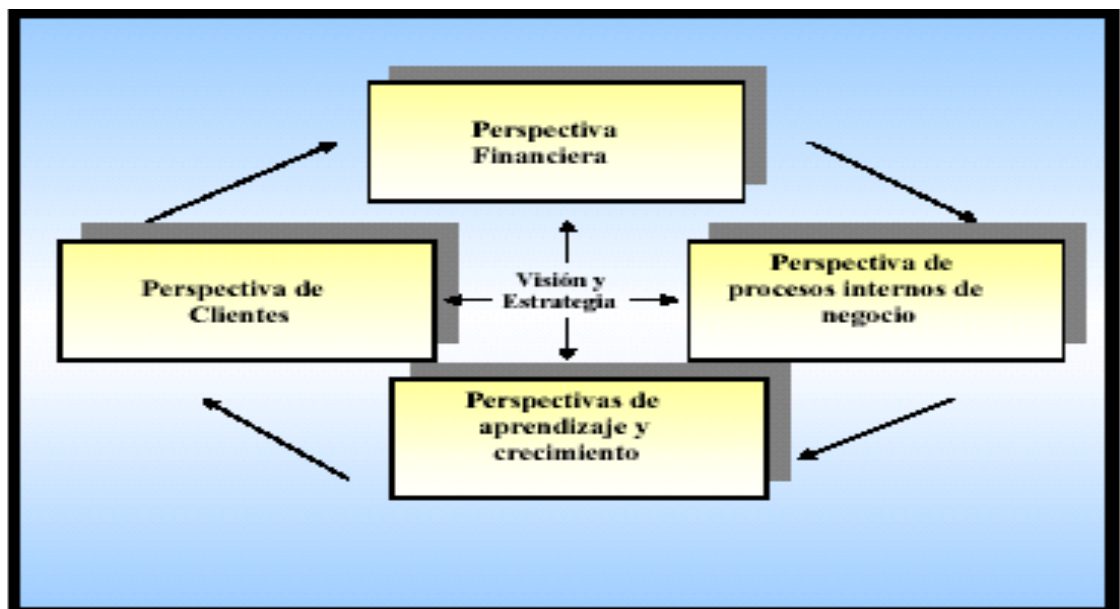 Perspectiva
Financiera
Perspectiva de
Clientes
Visión y
Estrategia
Perspectiva de
procesos internos de
negocio
Perspectivas de
aprendizaje y
crecimiento